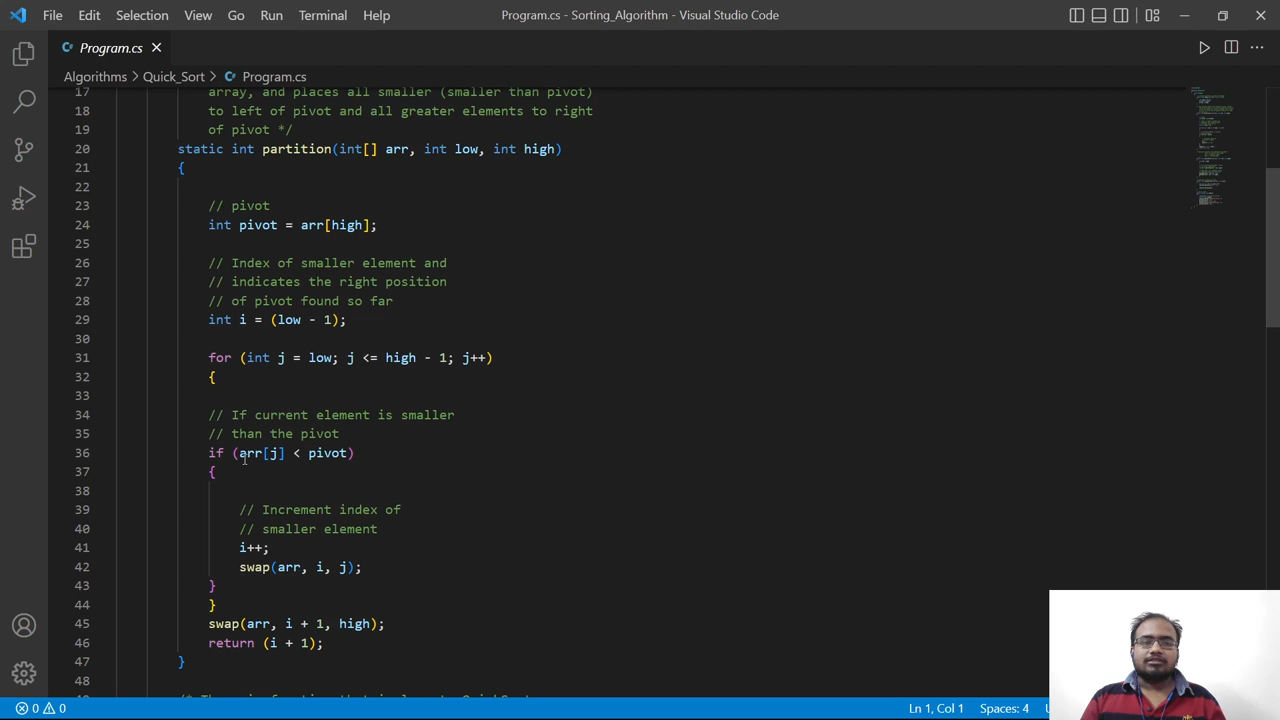 File Edit Selection View Go Run Terminal Help Program.cs - Sorting_Algorithm - Visual Studio Code
Program.cs
Algorithms > Quick_Sort > Program.cs
17 array, and places all smaller (smaller than pivot)
18 to left of pivot and all greater elements to right
19 of pivot */
20 static int partition(int[] arr, int low, int high)
21 {
22
23 // pivot
24 int pivot = arr[high];
25
26 // Index of smaller element and
27 // indicates the right position
28 // of pivot found so far
29 int i = (low - 1);
30
31 for (int j = low; j <= high - 1; j++)
32 {
33
34 // If current element is smaller
35 // than the pivot
36 if (arr[j] < pivot)
37 {
38
39 // Increment index of
40 // smaller element
41 i++;
42 swap(arr, i, j);
43 }
44 }
45 swap(arr, i + 1, high);
46 return (i + 1);
47 }
48
0 0 Ln 1, Col 1 Spaces: 4